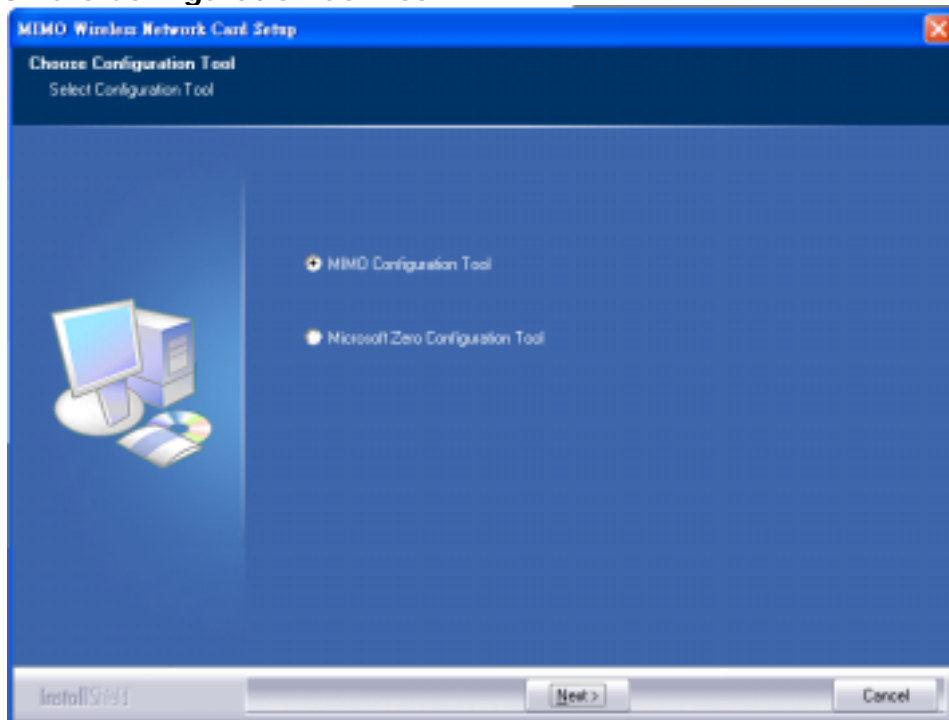 MIMO Wireless Network Card Setup
Choose Configuration Tool
Select Configuration Tool
MIMO Configuration Tool
Microsoft Zero Configuration Tool
InstallShield
Next >
Cancel